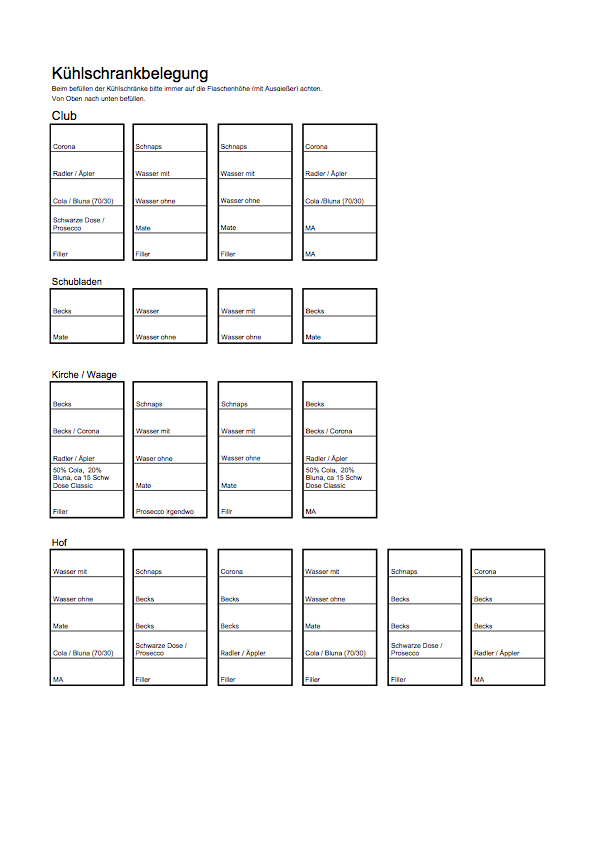 Kühlschrankbelegung
Beim befüllen der Kühlschränke bitte immer auf die Flaschenhöhe (mit Ausgießer) achten.
Von Oben nach unten befüllen.
Club
Corona Schnaps Schnaps Corona
Radler / Äpler Wasser mit Wasser mit Radler / Äpler
Cola / Bluna (70/30) Wasser ohne Wasser ohne Cola /Bluna (70/30)
Schwarze Dose /
Prosecco Mate Mate MA
Filler Filler Filler MA
Schubladen
Becks Wasser Wasser mit Becks
Mate Wasser ohne Wasser ohne Mate
Kirche / Waage
Becks Schnaps Schnaps Becks
Becks / Corona Wasser mit Wasser mit Becks / Corona
Radler / Äpler Waser ohne Waser ohne Radler / Äpler
50% Cola, 20% 50% Cola, 20%
Bluna, ca 15 Schw Bluna, ca 15 Schw
Dose Classic Mate Mate Dose Classic
Filler Prosecco irgendwo Fillr MA
Hof
Wasser mit Schnaps Corona Wasser mit Schnaps Corona
Wasser ohne Becks Becks Wasser ohne Becks Becks
Mate Becks Becks Mate Becks Becks
Schwarze Dose / Schwarze Dose /
Cola / Bluna (70/30) Prosecco Radler / Äppler Cola / Bluna (70/30) Prosecco Radler / Äppler
MA Filler Filler Filler Filler MA